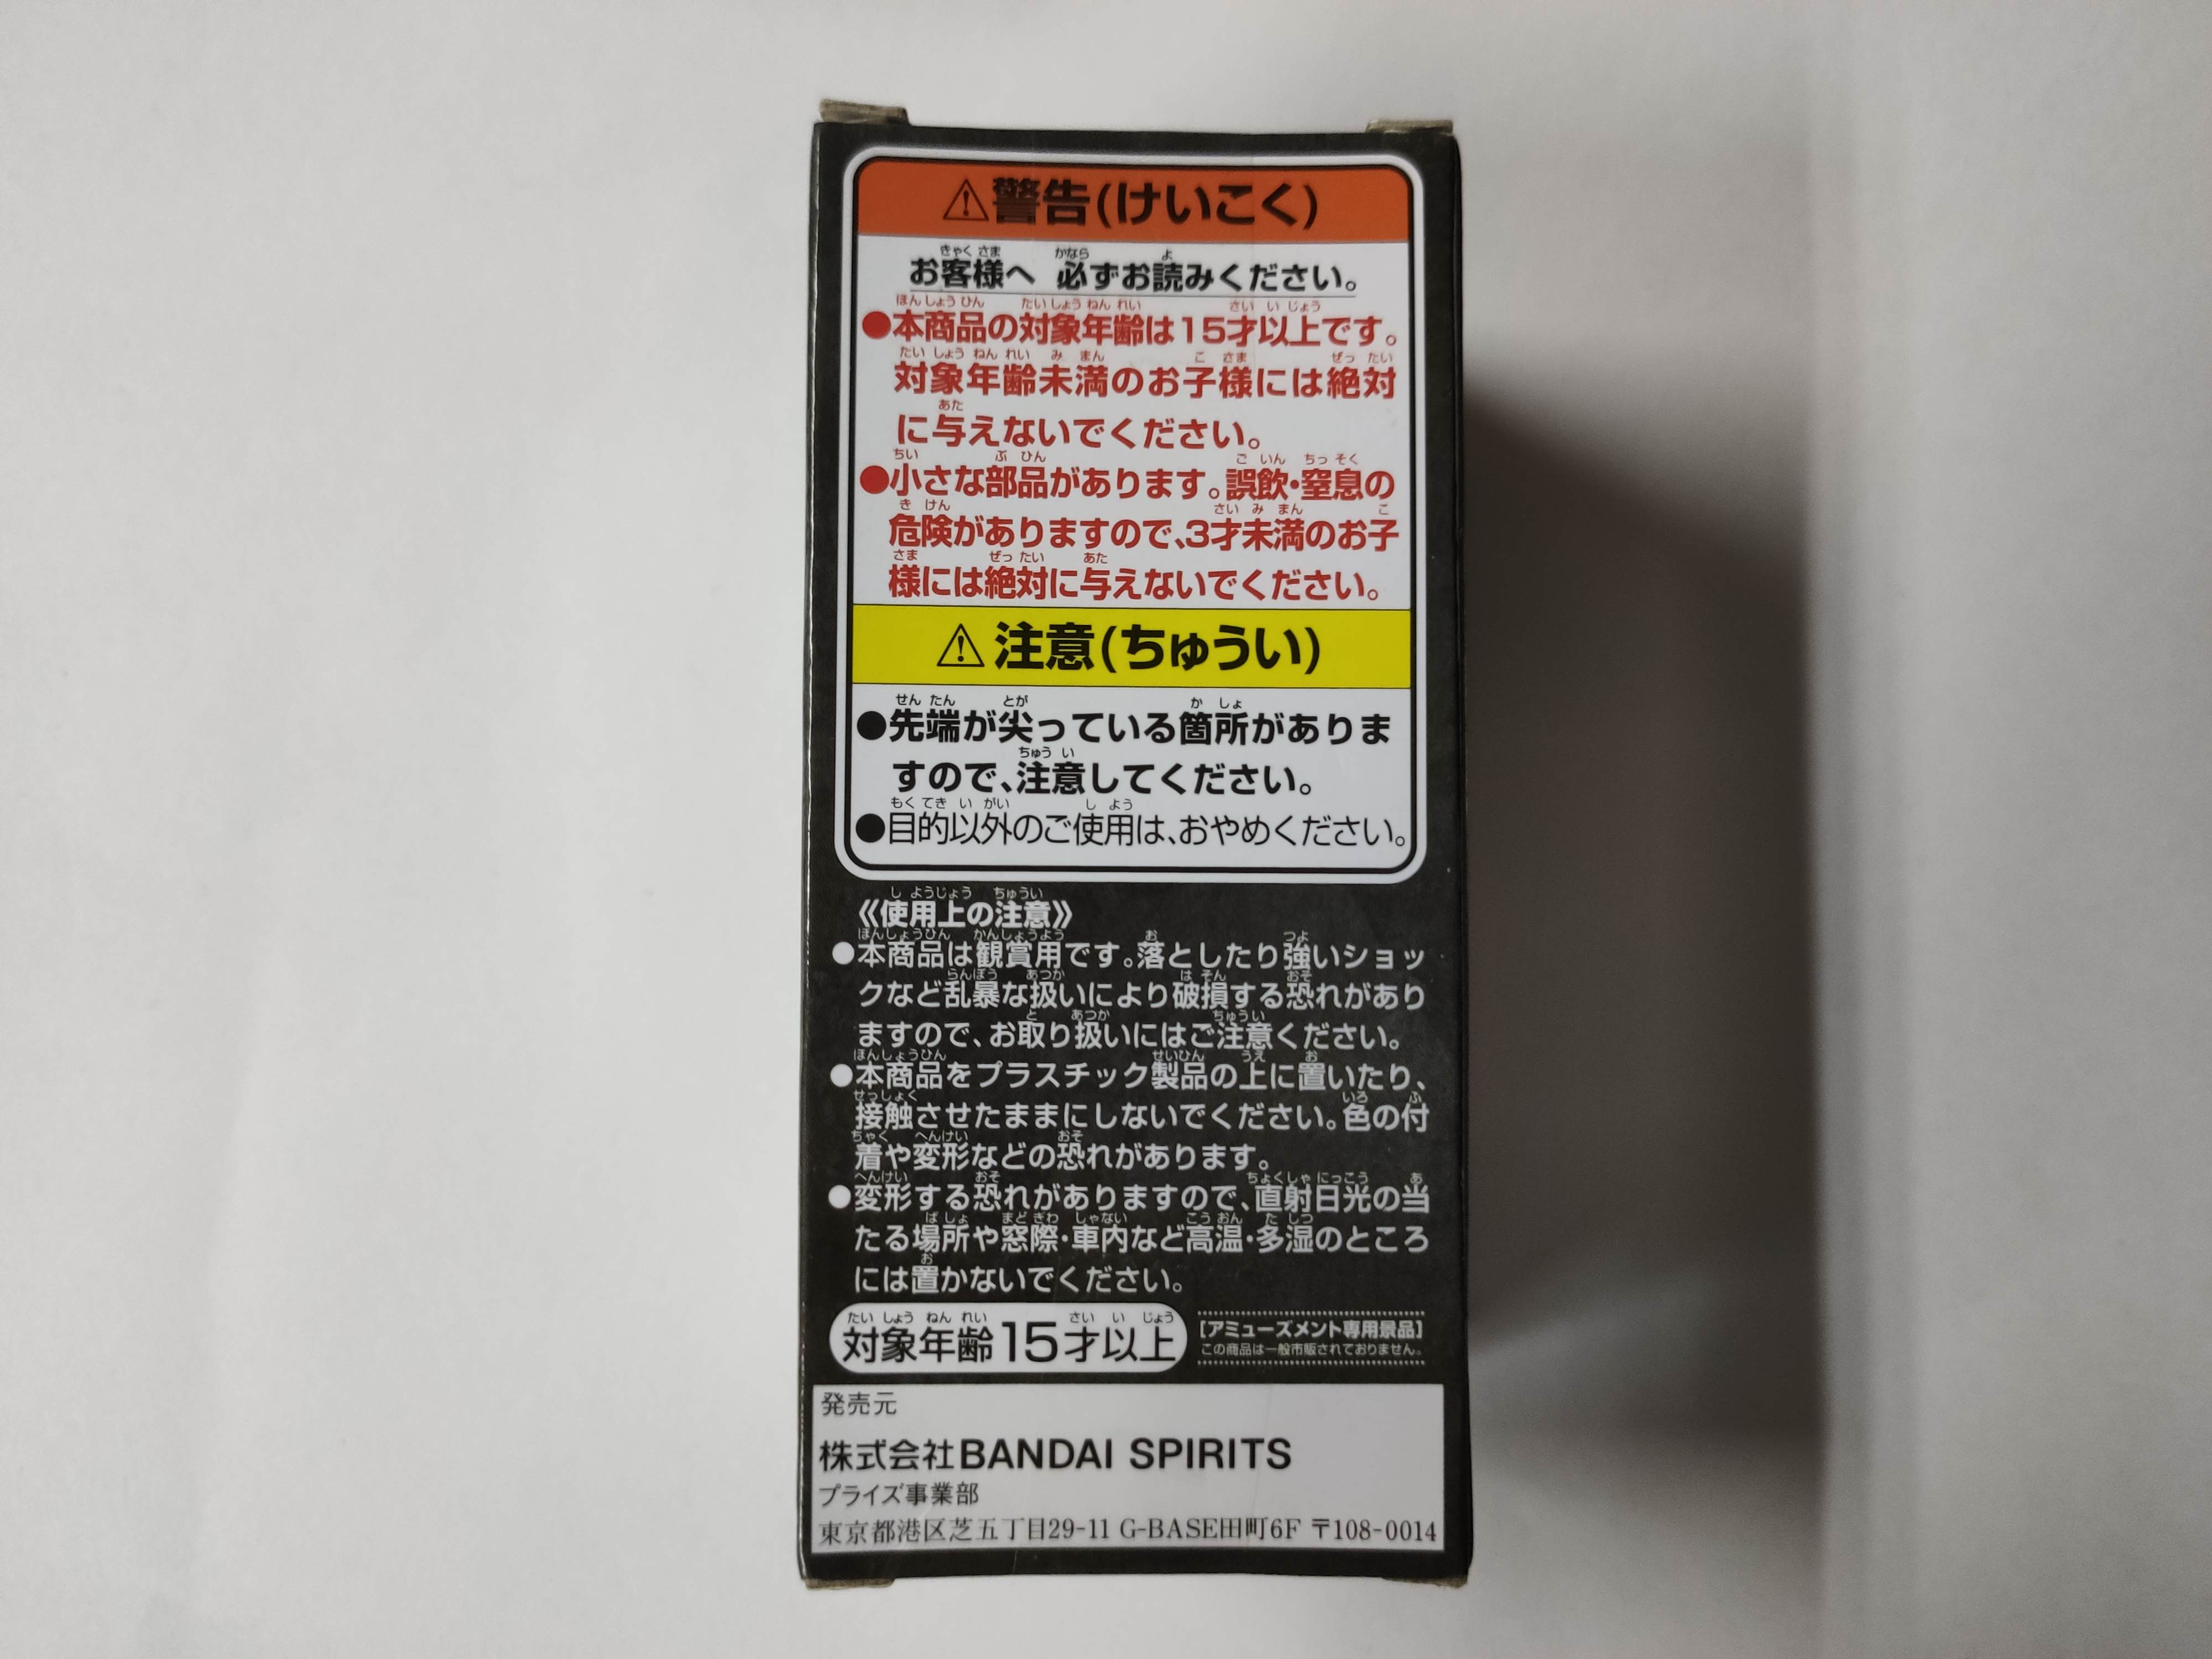 ⚠警告(けいこく)
お客様へ 必ずお読みください。
●本商品の対象年齢は15才以上です。
対象年齢未満のお子様には絶対
に与えないでください。
●小さな部品があります。誤飲・窒息の
危険がありますので、3才未満のお子
様には絶対に与えないでください。
⚠注意(ちゅうい)
●先端が尖っている箇所がありま
すので、注意してください。
●目的以外のご使用は、おやめください。
《使用上の注意》
●本商品は観賞用です。落としたり強いショッ
クなど乱暴な扱いにより破損する恐れがあり
ますので、お取り扱いにはご注意ください。
●本商品をプラスチック製品の上に置いたり、
接触させたままにしないでください。色の付
着や変形などの恐れがあります。
●変形する恐れがありますので、直射日光の当
たる場所や窓際・車内など高温・多湿のところ
には置かないでください。
対象年齢15才以上
[アミューズメント専用景品]
この商品は一般市販されておりません。
発売元
株式会社BANDAI SPIRITS
プライズ事業部
東京都港区芝五丁目29-11 G-BASE田町6F 〒108-0014